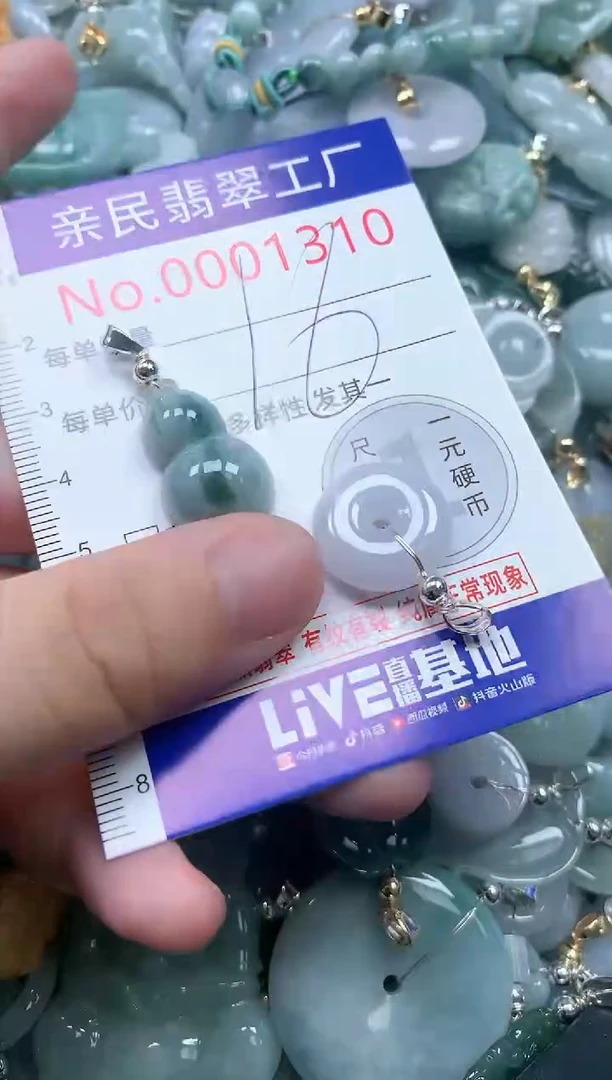 亲民翡翠工厂
No.0001310
每单
16
每单价 多样性 发其一
2
3
4
5
8
尺
一元硬币
常现象
LiVE直播基地
抖音 西瓜视频 抖音火山版